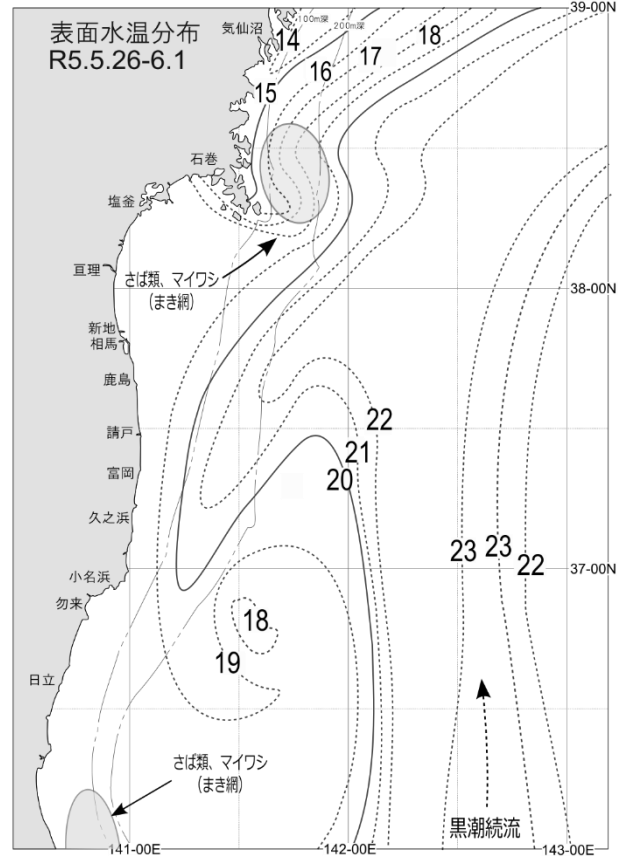 表面水温分布
R5.5.26-6.1
気仙沼
100m深
200m深
39-00N
14
15
16
17
18
石巻
塩釜
亘理
さば類、マイワシ
(まき網)
38-00N
新地
相馬
鹿島
請戸
富岡
久之浜
小名浜
勿来
日立
22
21
20
23
23
22
37-00N
18
19
さば類、マイワシ
(まき網)
黒潮続流
141-00E
142-00E
143-00E